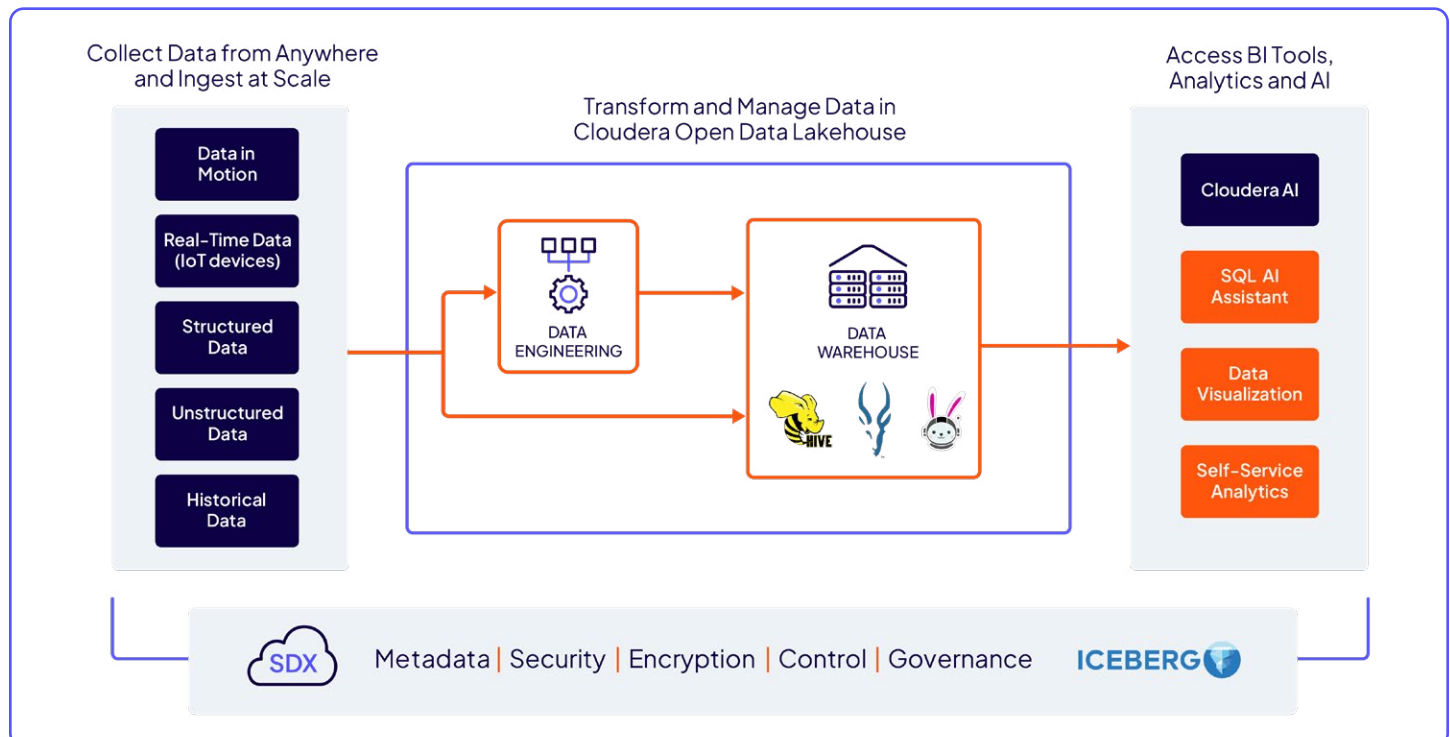 Collect Data from Anywhere
and Ingest at Scale
Data in
Motion
Real-Time Data
(IoT devices)
Structured
Data
Unstructured
Data
Historical
Data
Transform and Manage Data in
Cloudera Open Data Lakehouse
DATA
ENGINEERING
DATA
WAREHOUSE
HIVE
Access BI Tools,
Analytics and AI
Cloudera AI
SQL AI
Assistant
Data
Visualization
Self-Service
Analytics
SDX
Metadata | Security | Encryption | Control | Governance
ICEBERG